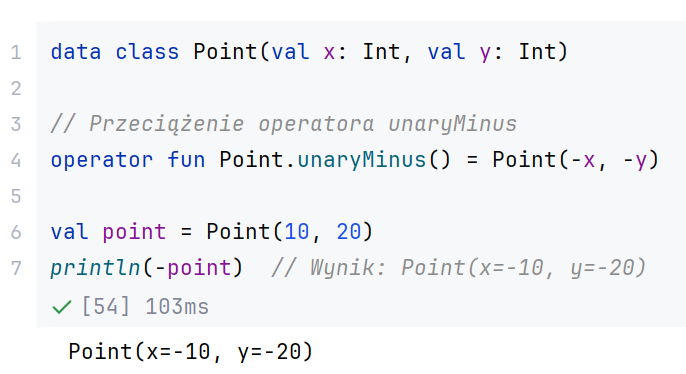 1 data class Point(val x: Int, val y: Int)
2
3 // Przeciążenie operatora unaryMinus
4 operator fun Point.unaryMinus() = Point(-x, -y)
5
6 val point = Point(10, 20)
7 println(-point)  // Wynik: Point(x=-10, y=-20)
✓ [54] 103ms
Point(x=-10, y=-20)